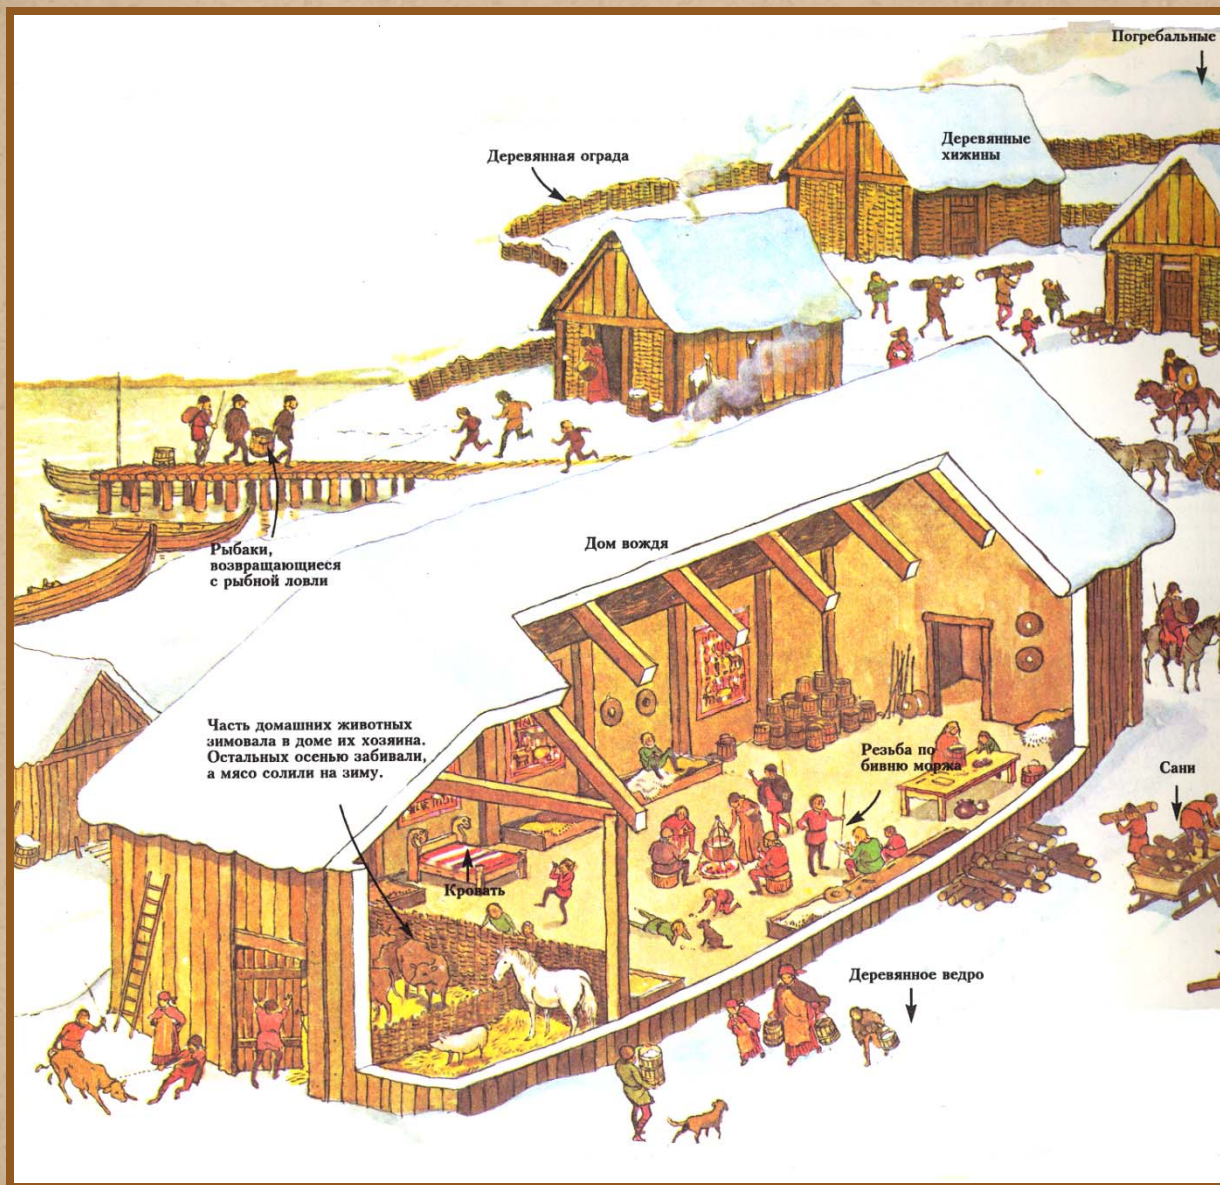 Погребальные
Деревянные
хижины
Деревянная ограда
Рыбаки,
возвращающиеся
с рыбной ловли
Дом вождя
Часть домашних животных
зимовала в доме их хозяина.
Остальных осенью забивали,
а мясо солили на зиму.
Резьба по
бивню моржа
Сани
Кровать
Деревянное ведро